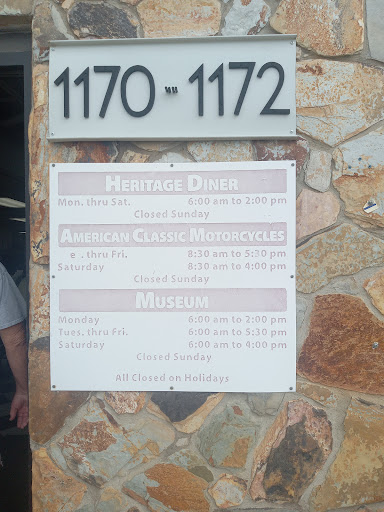 1170-1172
HERITAGE DINER
Mon. thru Sat. 6:00 am to 2:00 pm
Closed Sunday
AMERICAN CLASSIC MOTORCYCLES
e . thru Fri. 8:30 am to 5:30 pm
Saturday 8:30 am to 4:00 pm
Closed Sunday
MUSEUM
Monday 6:00 am to 2:00 pm
Tues. thru Fri. 6:00 am to 5:30 pm
Saturday 6:00 am to 4:00 pm
Closed Sunday
All Closed on Holidays